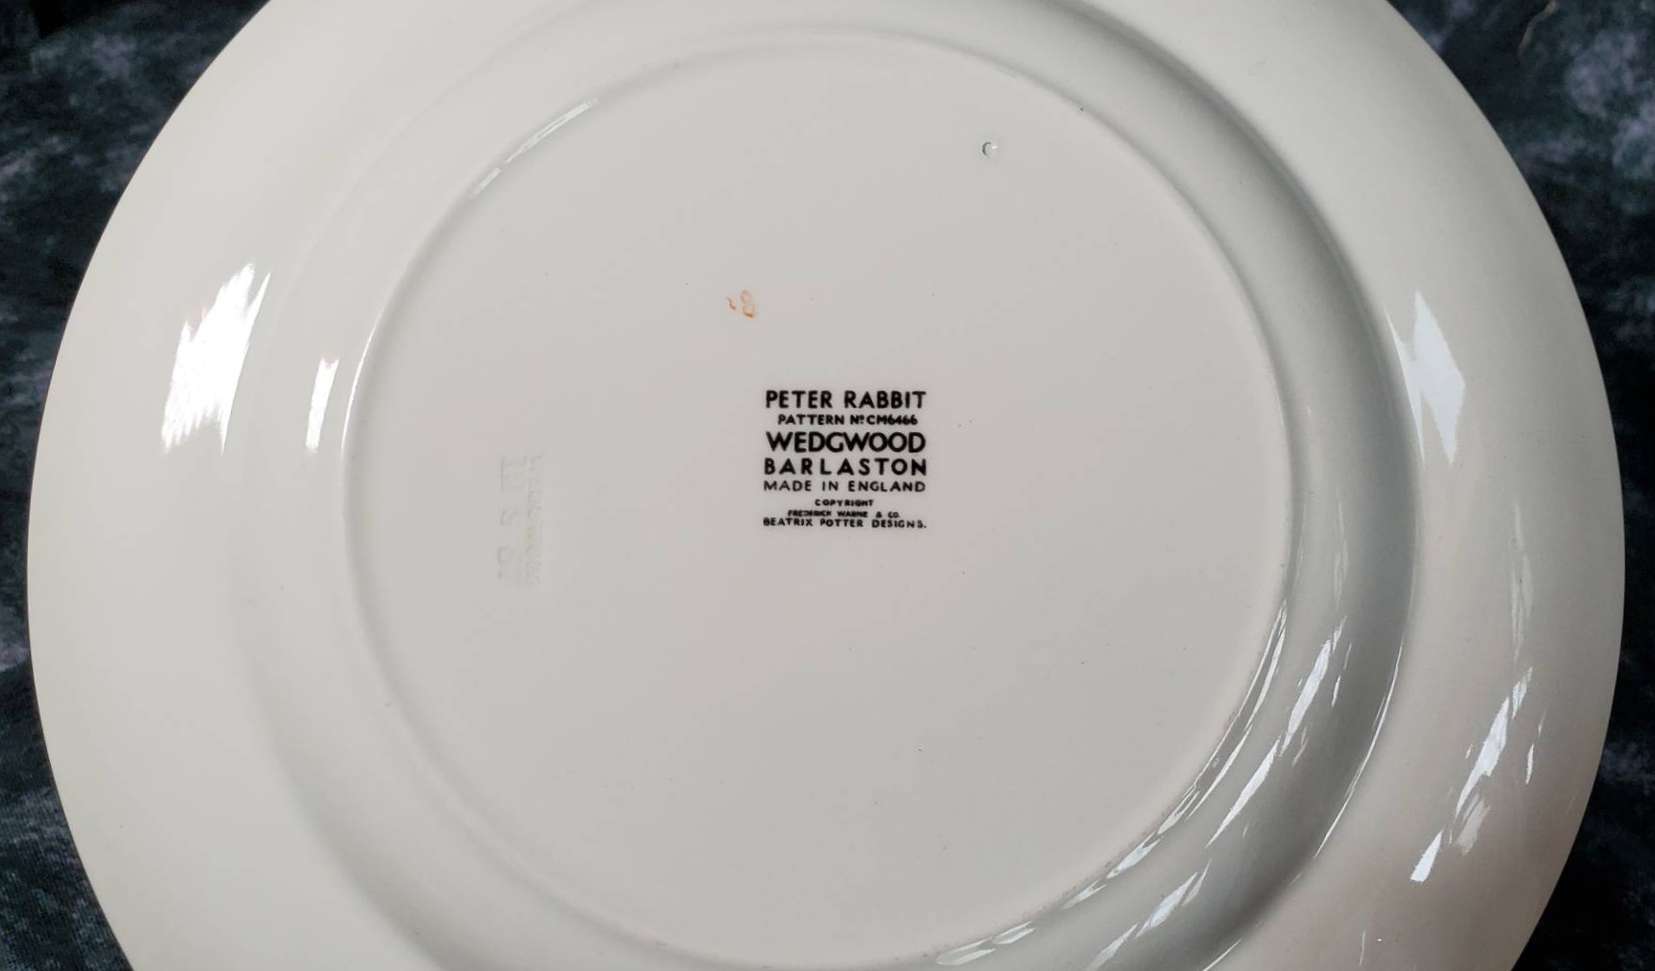 PETER RABBIT
PATTERN Nº CM6466
WEDGWOOD
BARLASTON
MADE IN ENGLAND
COPYRIGHT
FREDERICK WARNE & CO.
BEATRIX POTTER DESIGNS.